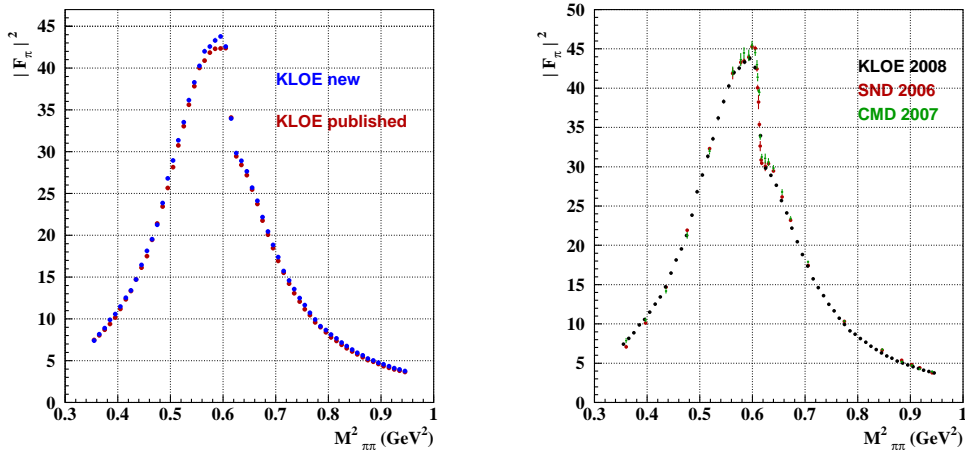 | Fπ | 2
45
40
35
30
25
20
15
10
5
0
KLOE new
KLOE published
0.3 0.4 0.5 0.6 0.7 0.8 0.9 1
M2ππ (GeV2)
| Fπ | 2
50
45
40
35
30
25
20
15
10
5
0
KLOE 2008
SND 2006
CMD 2007
0.3 0.4 0.5 0.6 0.7 0.8 0.9 1
M2ππ (GeV2)